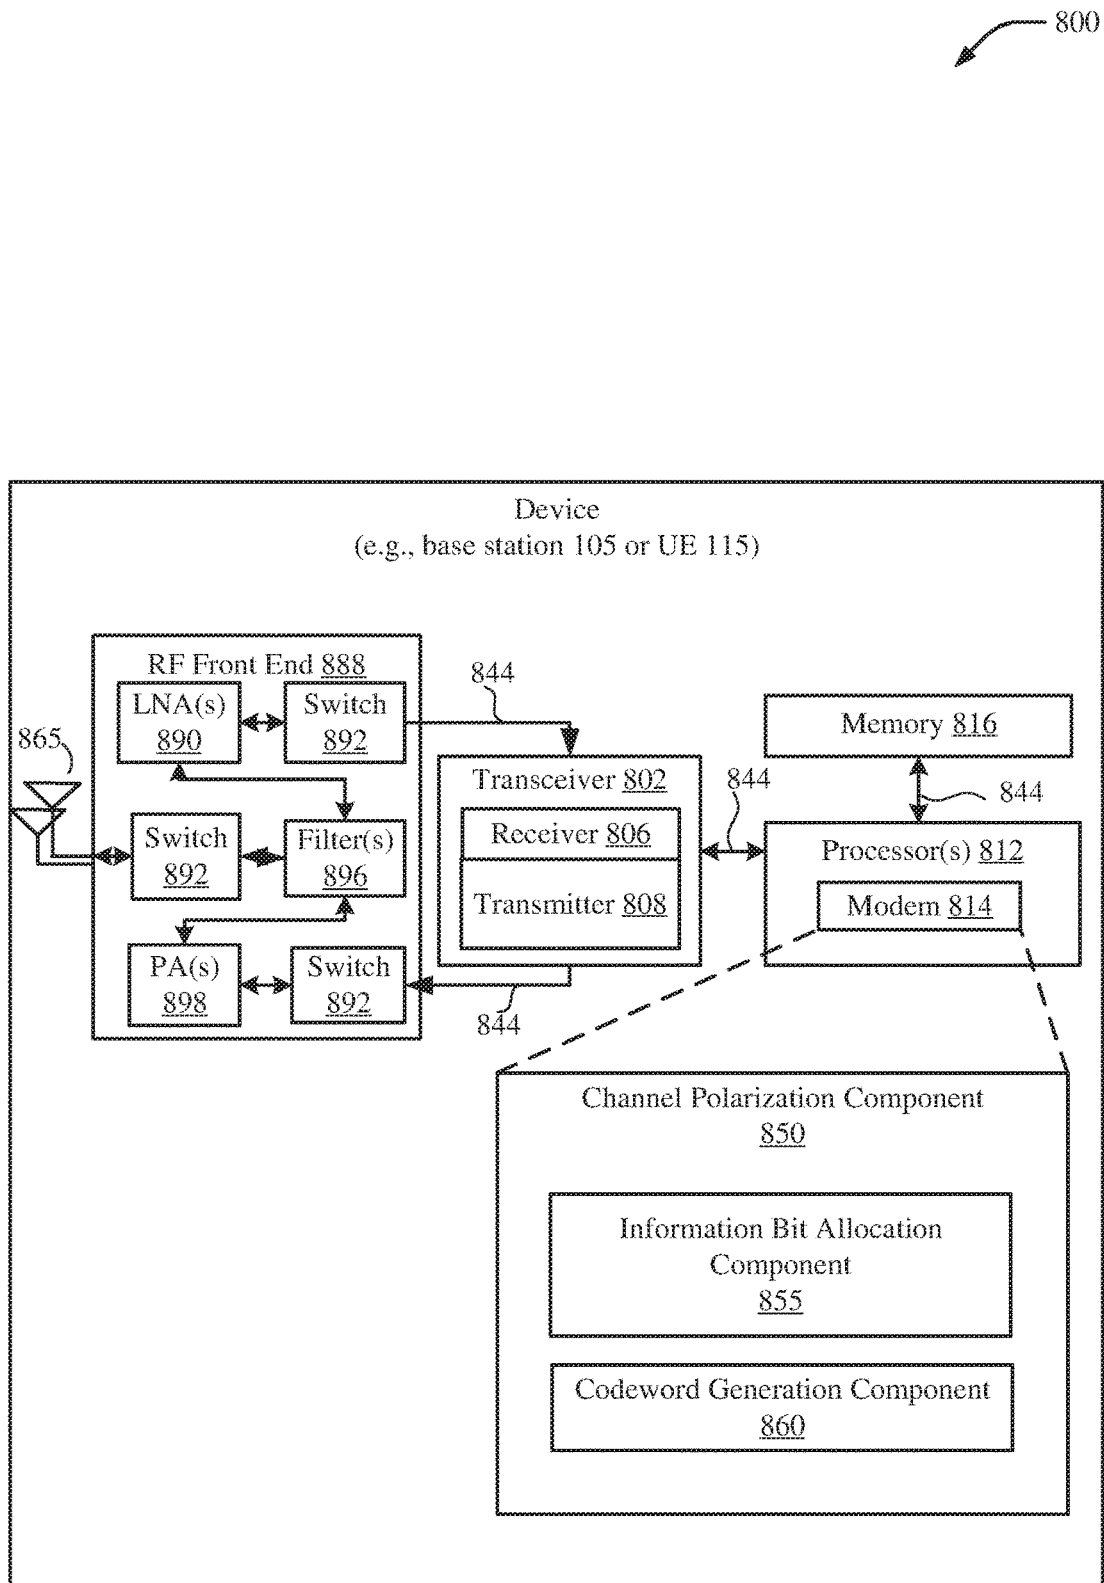 800
Device
(e.g., base station 105 or UE 115)
RF Front End 888
LNA(s)
890
Switch
892
844
865
Switch
892
Filter(s)
896
PA(s)
898
Switch
892
844
Transceiver 802
Receiver 806
Transmitter 808
844
Memory 816
844
Processor(s) 812
Modem 814
Channel Polarization Component
850
Information Bit Allocation
Component
855
Codeword Generation Component
860